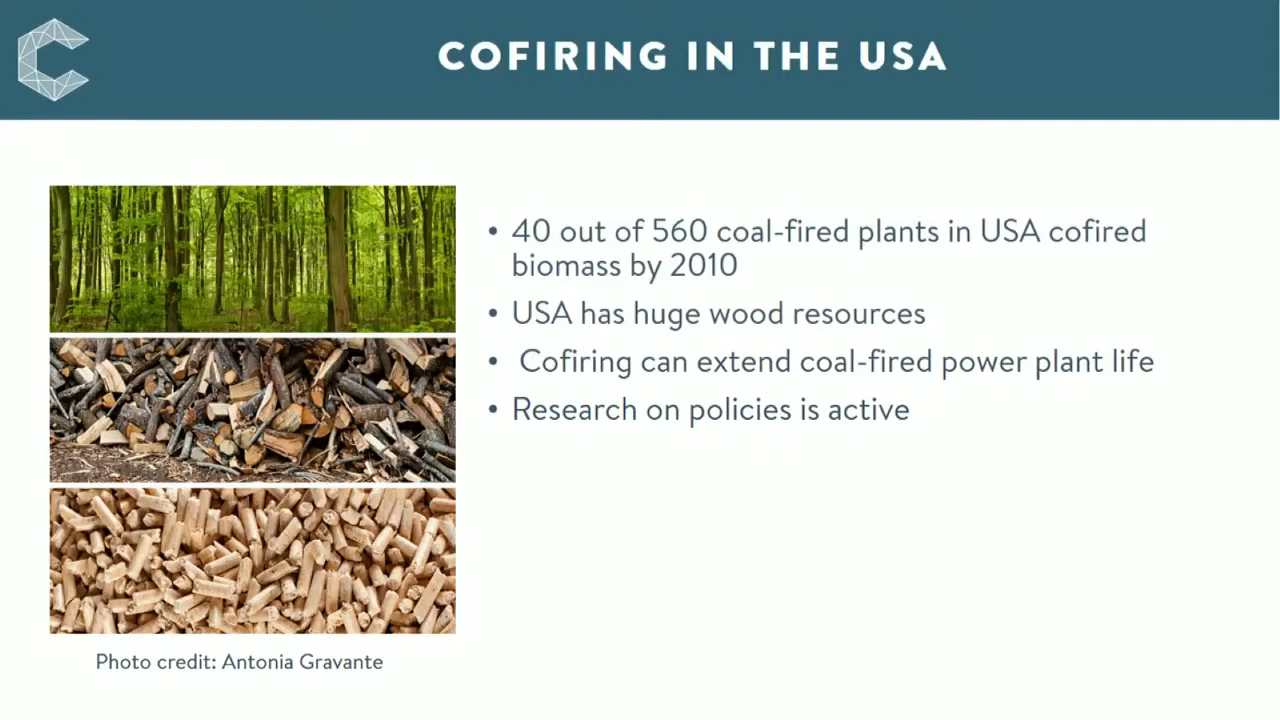 COFIRING IN THE USA
• 40 out of 560 coal-fired plants in USA cofired
biomass by 2010
• USA has huge wood resources
• Cofiring can extend coal-fired power plant life
• Research on policies is active
Photo credit: Antonia Gravante